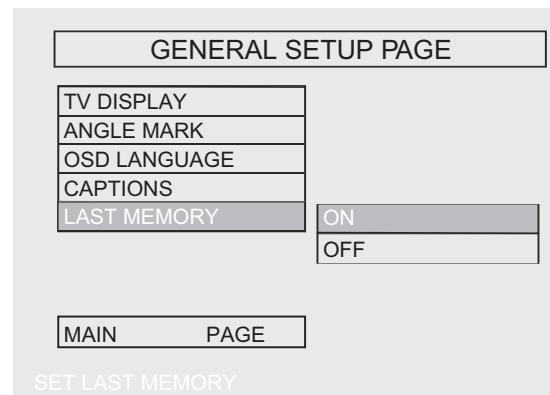 GENERAL SETUP PAGE
TV DISPLAY
ANGLE MARK
OSD LANGUAGE
CAPTIONS
LAST MEMORY ON
OFF
MAIN PAGE
SET LAST MEMORY